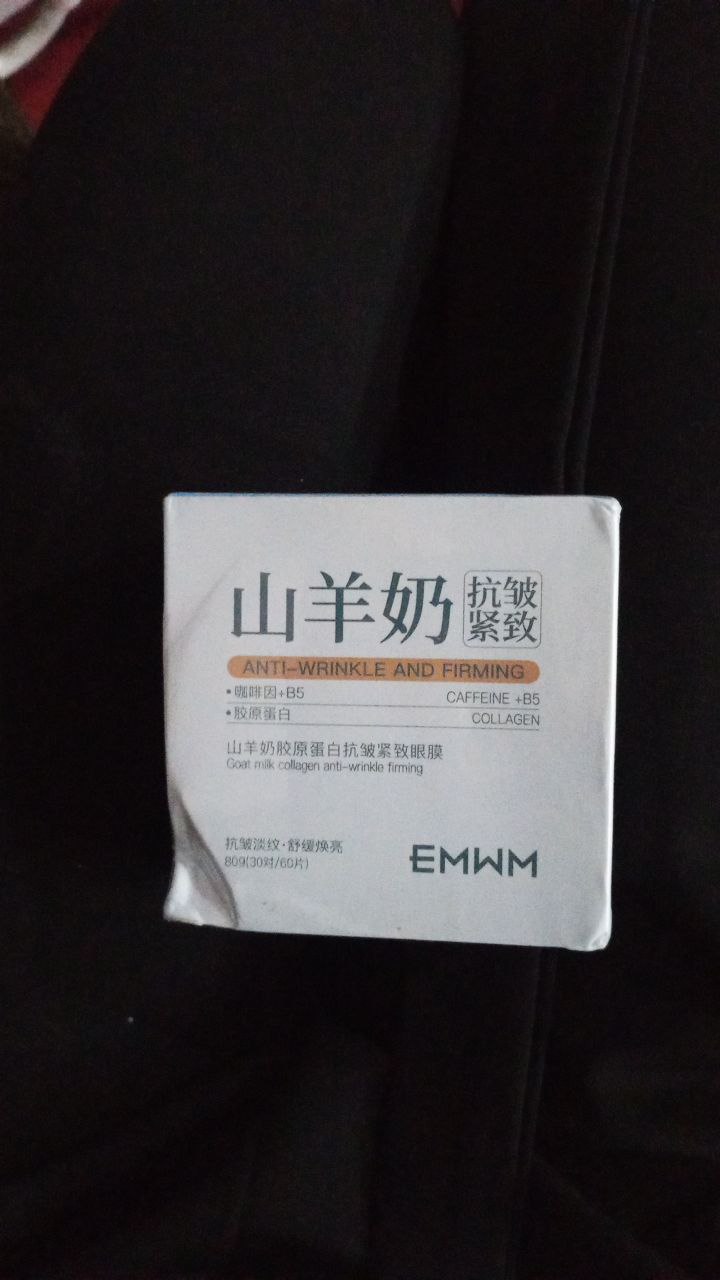 山羊奶 抗皱紧致
ANTI-WRINKLE AND FIRMING
•咖啡因+B5 CAFFEINE +B5
•胶原蛋白 COLLAGEN
山羊奶胶原蛋白抗皱紧致眼膜
Goat milk collagen anti-wrinkle firming
抗皱淡纹·舒缓焕亮
80g(30对/60片)
EMWM